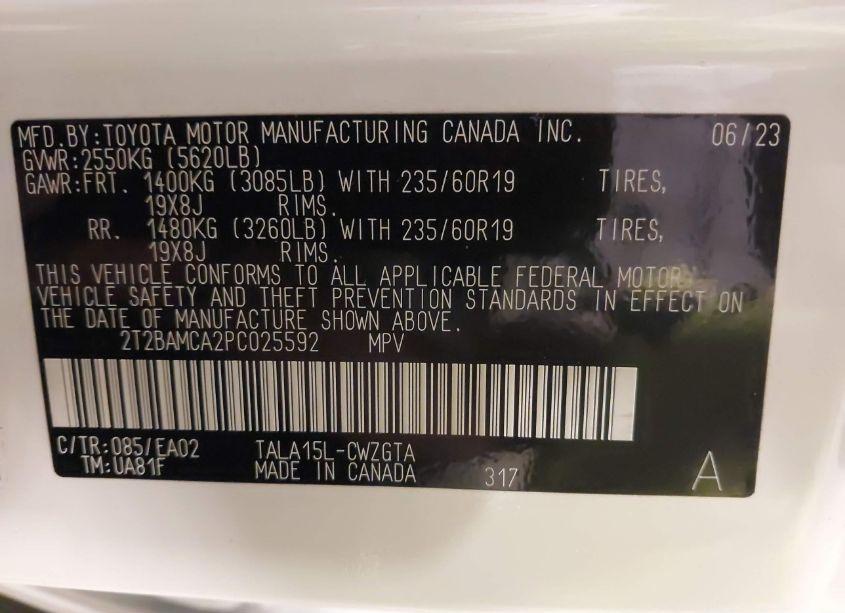 MFD.BY:TOYOTA MOTOR MANUFACTURING CANADA INC. 06/23
GVWR:2550KG (5620LB)
GAWR:FRT. 1400KG (3085LB) WITH 235/60R19 TIRES,
19X8J RIMS.
RR. 1480KG (3260LB) WITH 235/60R19 TIRES,
19X8J RIMS.
THIS VEHICLE CONFORMS TO ALL APPLICABLE FEDERAL MOTOR
VEHICLE SAFETY AND THEFT PREVENTION STANDARDS IN EFFECT ON
THE DATE OF MANUFACTURE SHOWN ABOVE.
2T2BAMCA2PC025592 MPV
C/TR:085/EA02 TALA15L-CWZGTA
TM:UA81F MADE IN CANADA 317 A